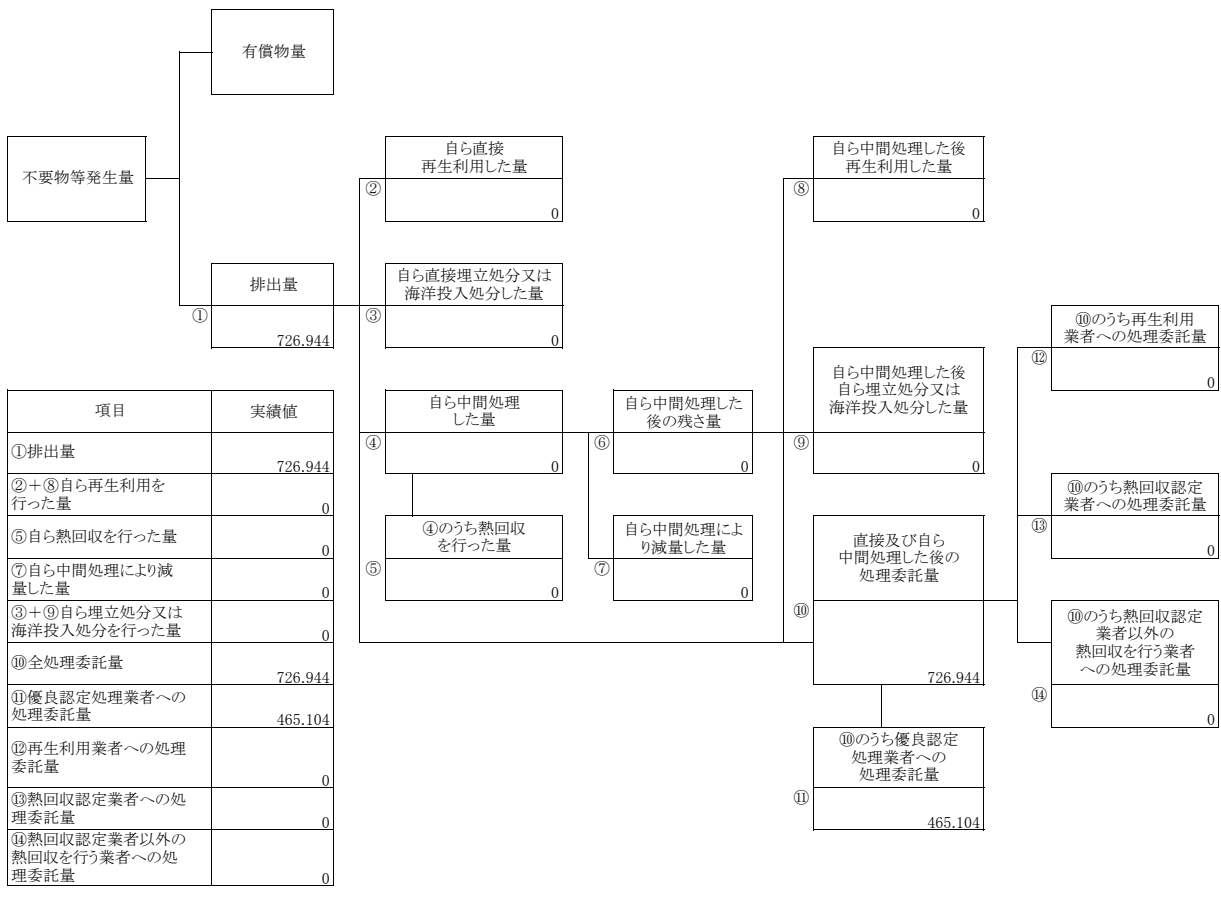 有償物量
不要物等発生量
自ら直接
再生利用した量
②
0
自ら中間処理した後
再生利用した量
⑧
0
排出量
①
726.944
自ら直接埋立処分又は
海洋投入処分した量
③
0
⑩のうち再生利用
業者への処理委託量
⑫
0
自ら中間処理
した量
④
0
自ら中間処理した
後の残さ量
⑥
0
自ら中間処理した後
自ら埋立処分又は
海洋投入処分した量
⑨
0
⑩のうち熱回収認定
業者への処理委託量
⑬
0
④のうち熱回収
を行った量
⑤
0
自ら中間処理によ
り減量した量
⑦
0
直接及び自ら
中間処理した後の
処理委託量
⑩
726.944
⑩のうち熱回収認定
業者以外の
熱回収を行う業者
への処理委託量
⑭
0
⑩のうち優良認定
処理業者への
処理委託量
⑪
465.104
項目 実績値
①排出量
726.944
②＋⑧自ら再生利用を
行った量
0
⑤自ら熱回収を行った量
0
⑦自ら中間処理により減
量した量
0
③＋⑨自ら埋立処分又は
海洋投入処分を行った量
0
⑩全処理委託量
726.944
⑪優良認定処理業者への
処理委託量
465.104
⑫再生利用業者への処理
委託量
0
⑬熱回収認定業者への処
理委託量
0
⑭熱回収認定業者以外の
熱回収を行う業者への処
理委託量
0